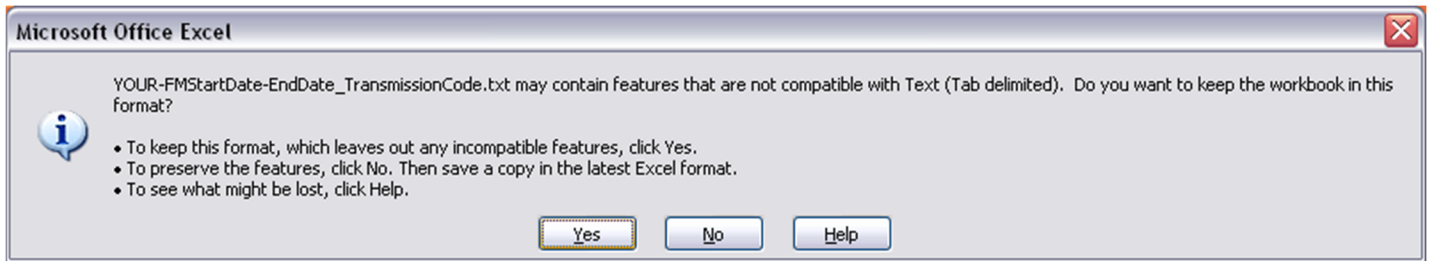 Microsoft Office Excel
YOUR-FMStartDate-EndDate_TransmissionCode.txt may contain features that are not compatible with Text (Tab delimited).  Do you want to keep the workbook in this
format?
• To keep this format, which leaves out any incompatible features, click Yes.
• To preserve the features, click No. Then save a copy in the latest Excel format.
• To see what might be lost, click Help.
Yes No Help